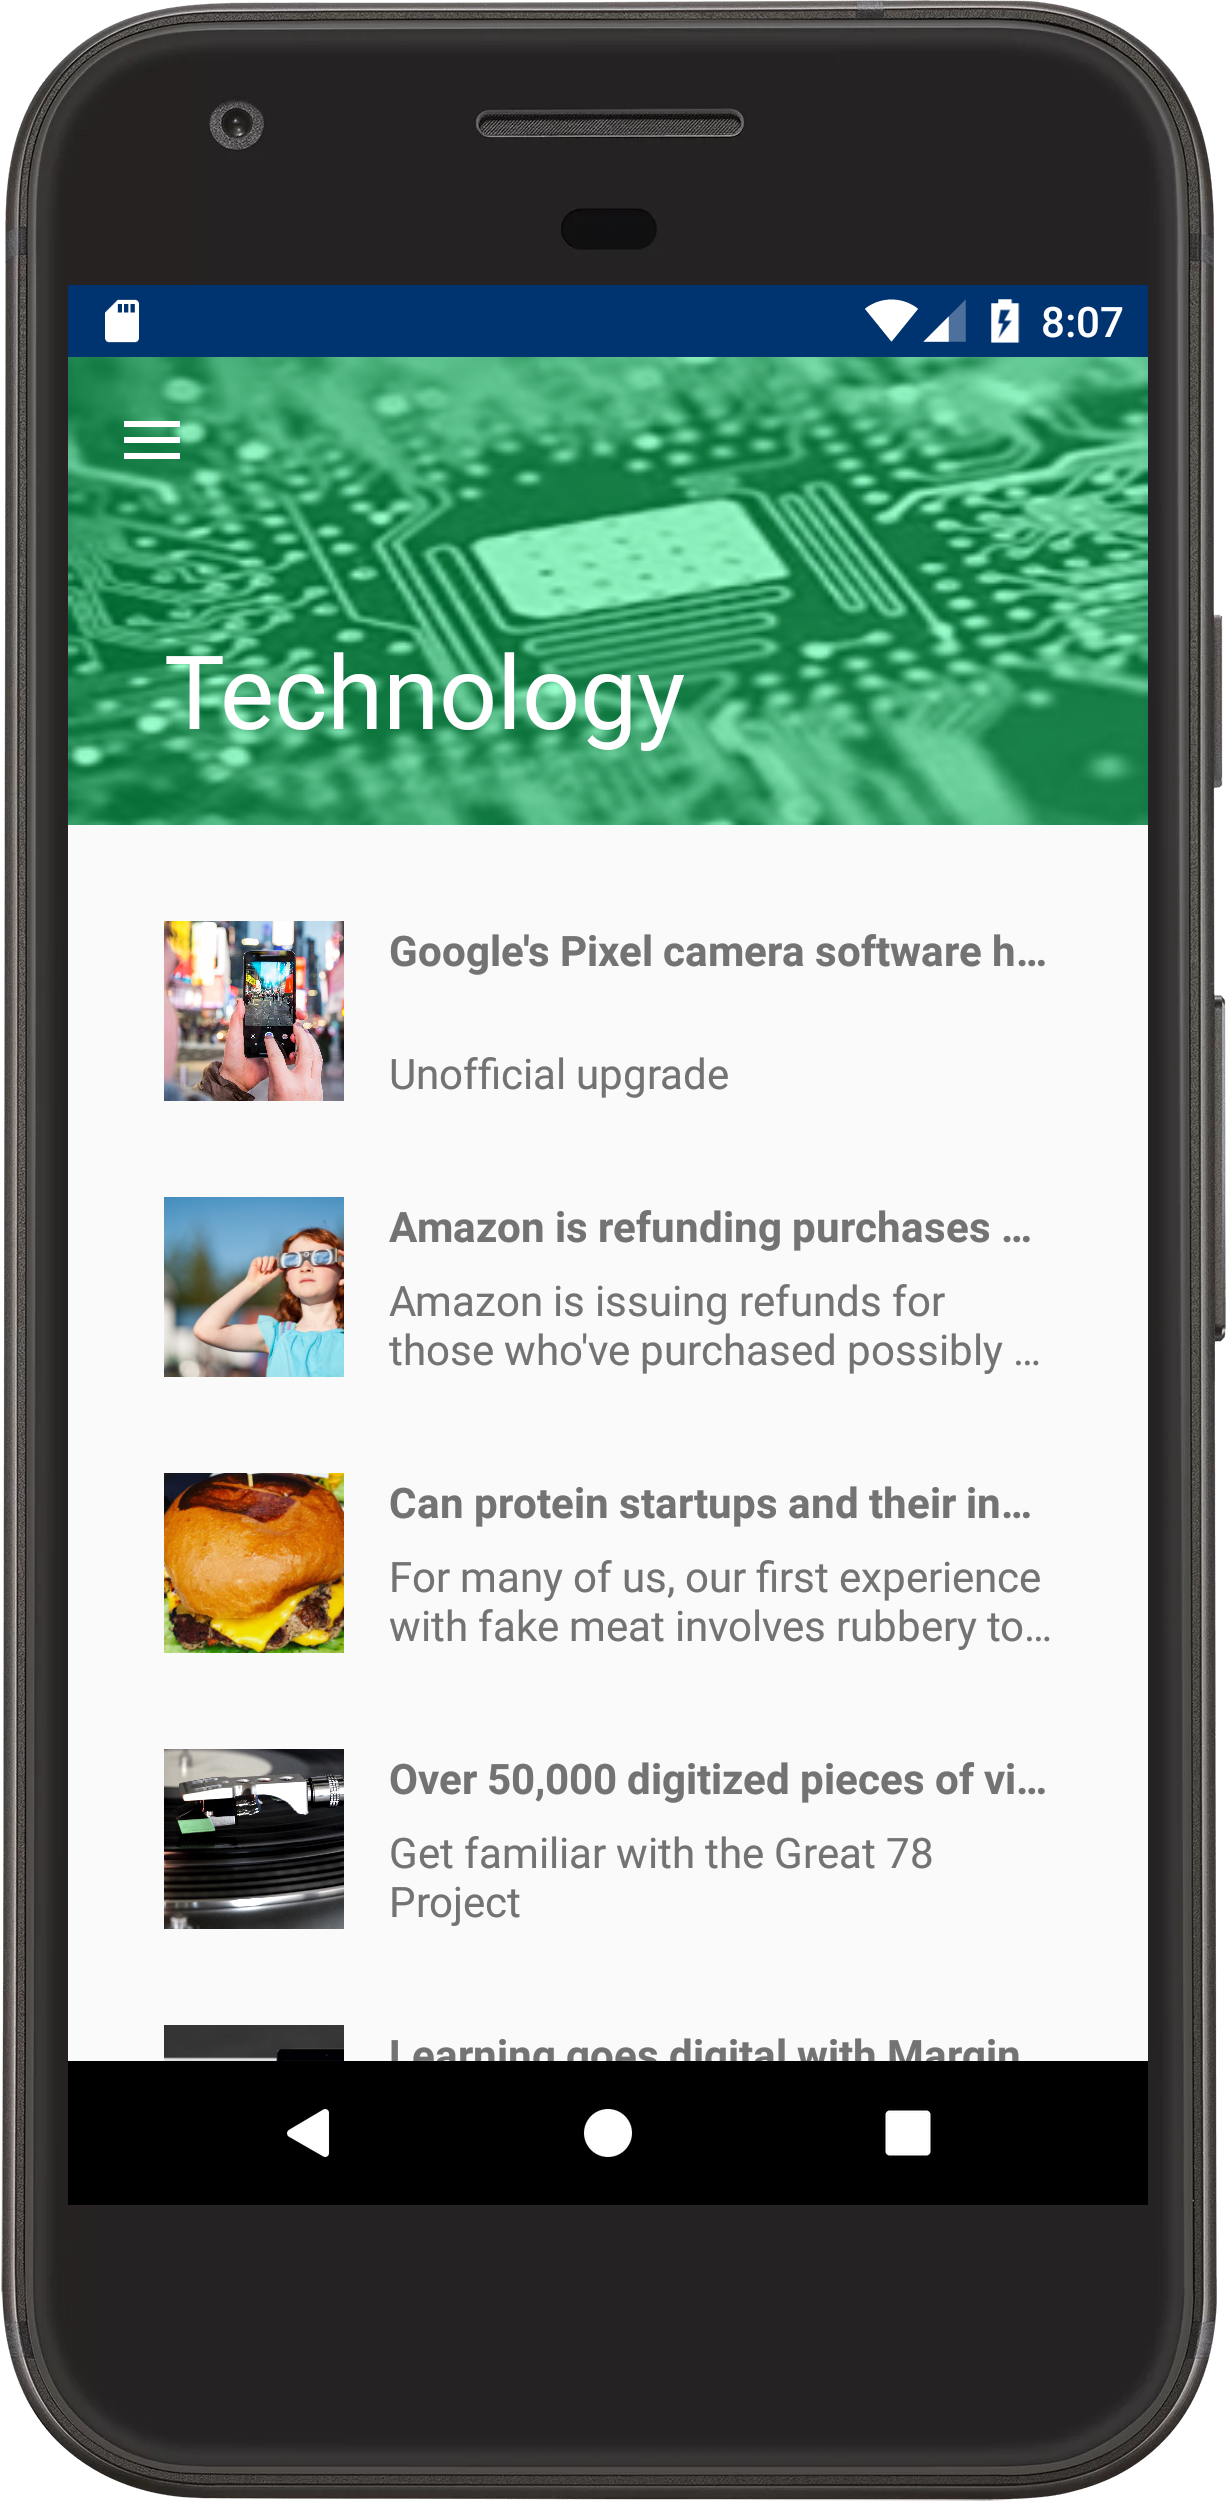 8:07
Technology
Google's Pixel camera software h...
Unofficial upgrade
Amazon is refunding purchases ...
Amazon is issuing refunds for
those who've purchased possibly ...
Can protein startups and their in...
For many of us, our first experience
with fake meat involves rubbery to...
Over 50,000 digitized pieces of vi...
Get familiar with the Great 78
Project
Learning goes digital with Margin